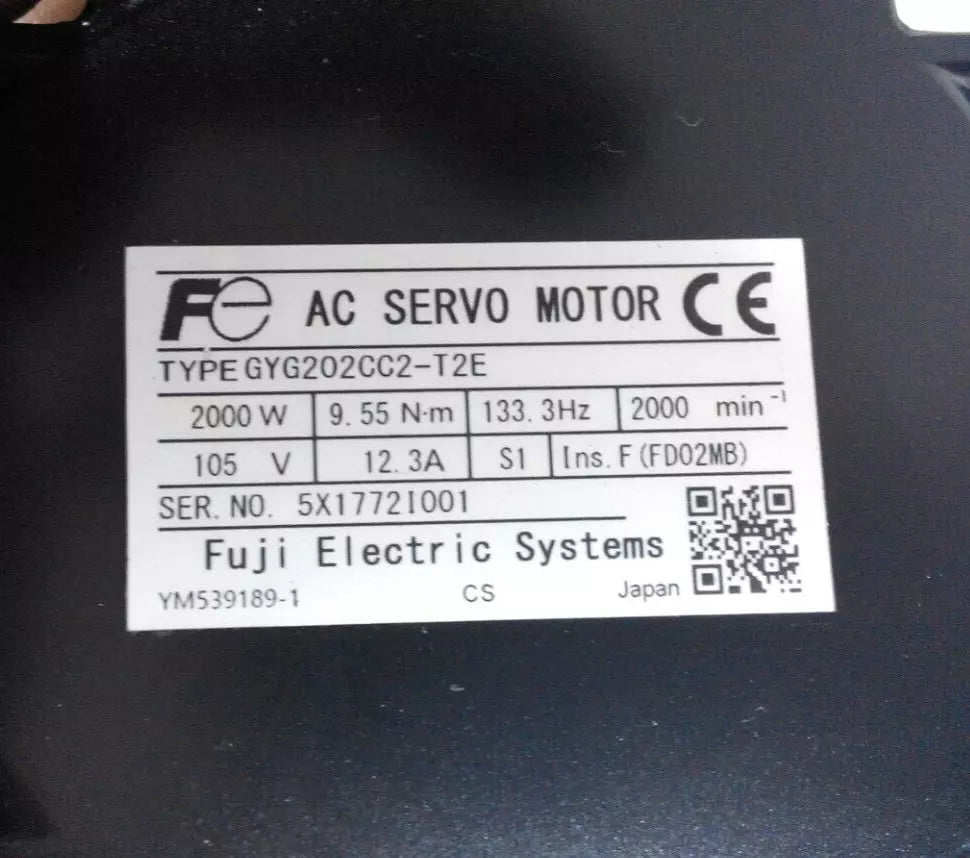 Fe AC SERVO MOTOR CE
TYPE GYG202CC2-T2E
2000 W 9.55 N·m 133.3Hz 2000 min⁻¹
105 V 12.3A S1 Ins. F (FD02MB)
SER. NO. 5X1772I001
Fuji Electric Systems
YM539189-1 CS Japan